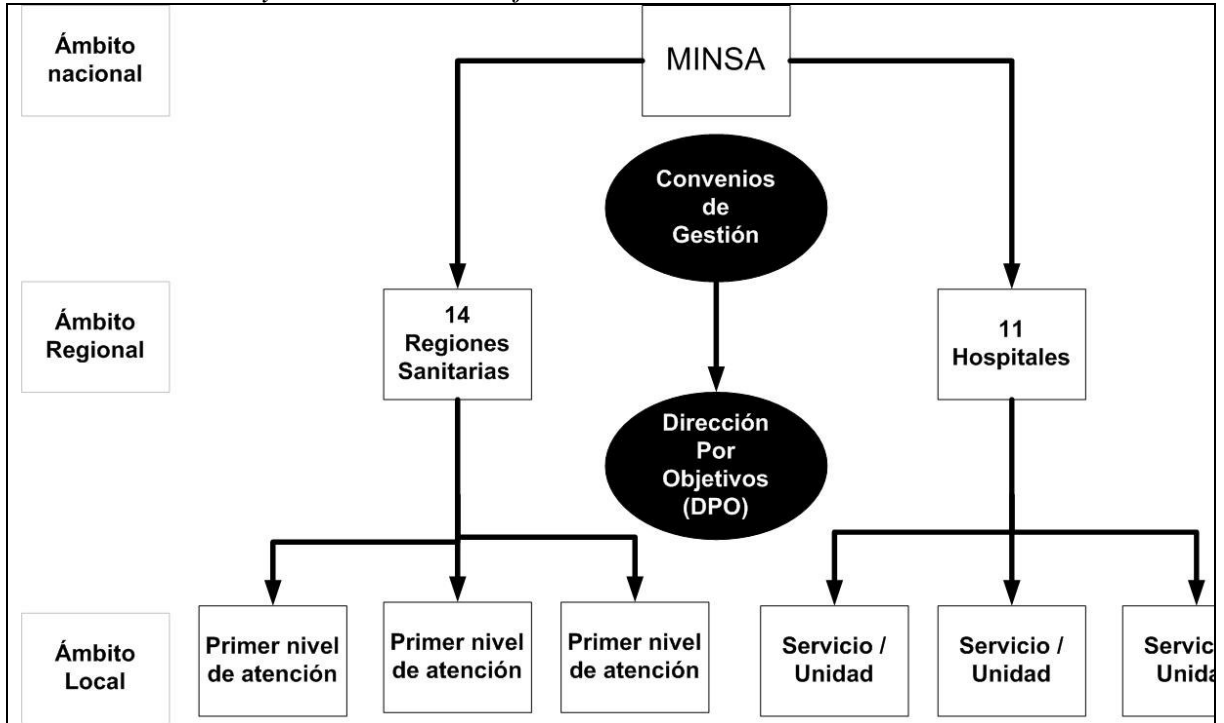 Ámbito
nacional
MINSA
Convenios
de
Gestión
Ámbito
Regional
14
Regiones
Sanitarias
11
Hospitales
Dirección
Por
Objetivos
(DPO)
Ámbito
Local
Primer nivel
de atención
Primer nivel
de atención
Primer nivel
de atención
Servicio /
Unidad
Servicio /
Unidad